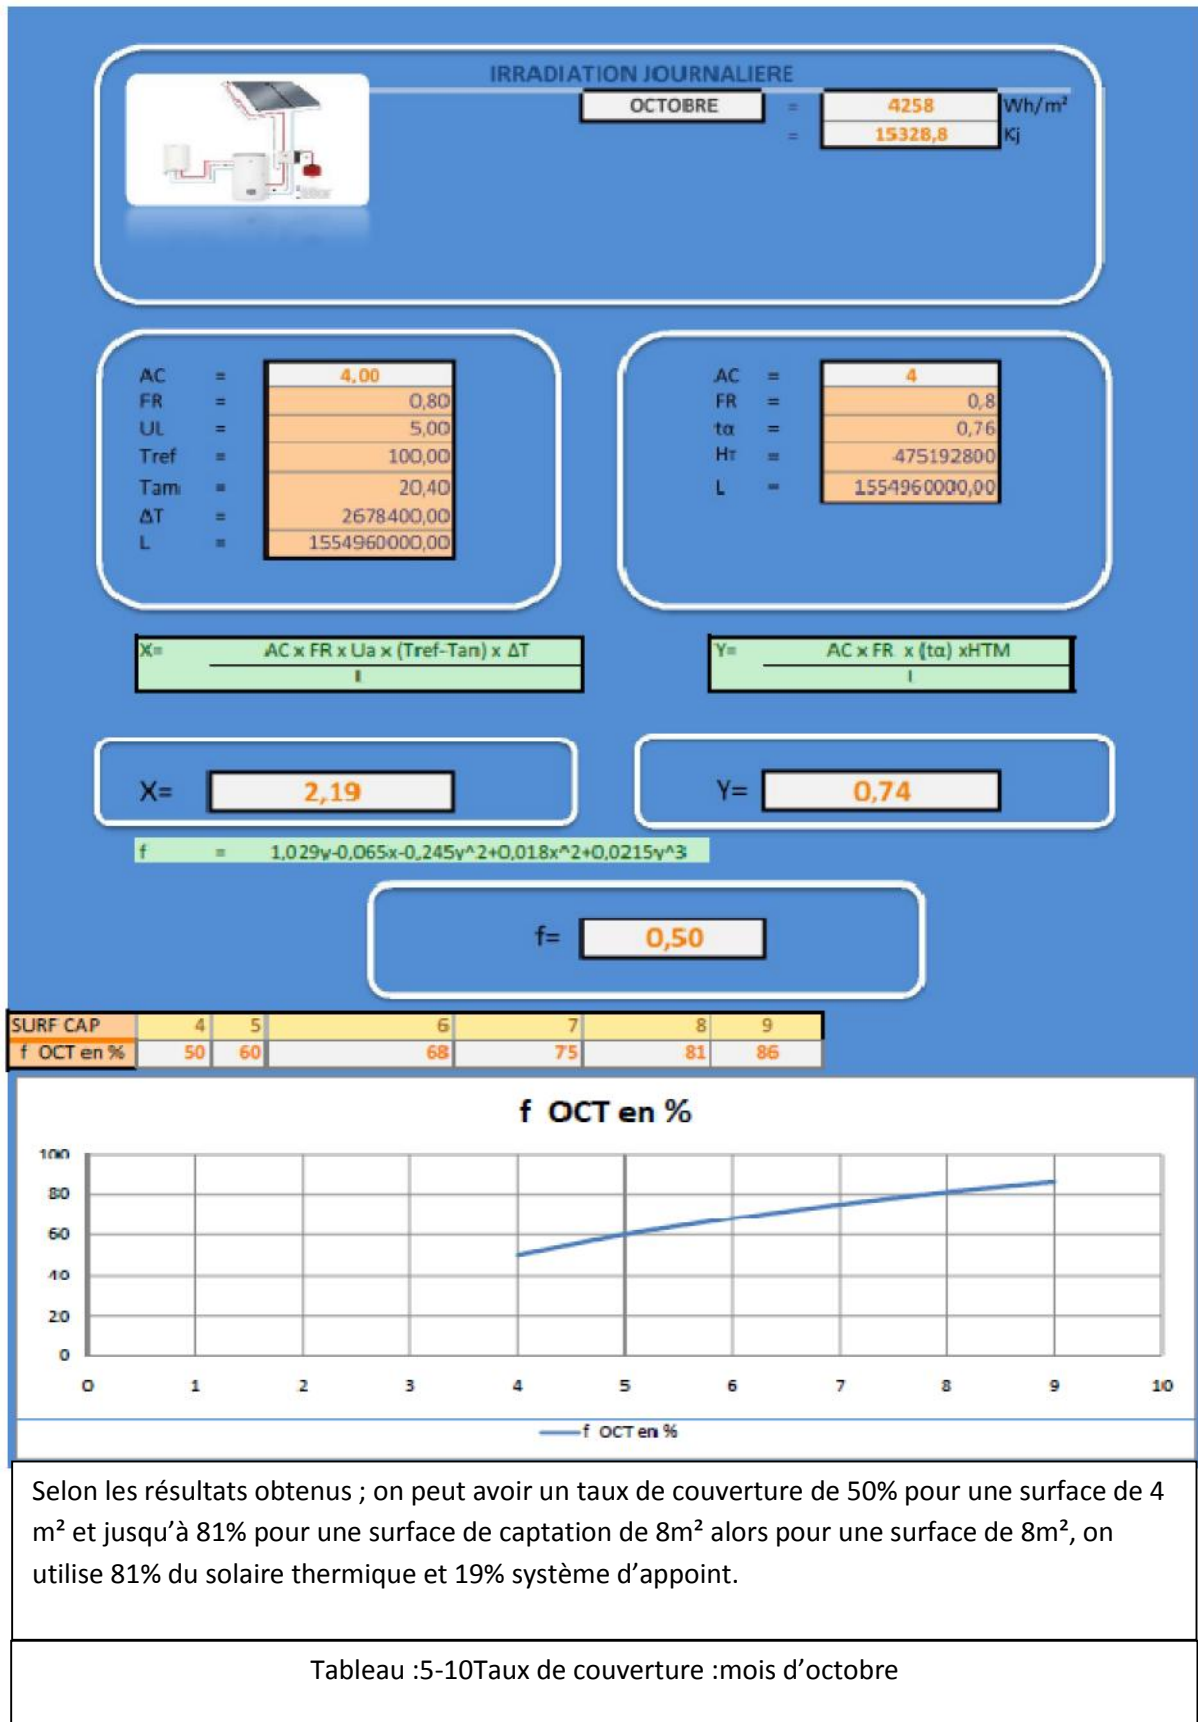 IRRADIATION JOURNALIERE
OCTOBRE = 4258 Wh/m²
= 15328,8 Kj
AC = 4,00
FR = 0,80
UL = 5,00
Tref = 100,00
Tam = 20,40
ΔT = 2678400,00
L = 1554960000,00
AC = 4
FR = 0,8
tα = 0,76
HT = 475192800
L = 1554960000,00
X= AC x FR x Ua x (Tref-Tan) x ΔT
Y= AC x FR x (tα) xHTM
X= 2,19
Y= 0,74
f = 1,029y-0,065x-0,245y^2+0,018x^2+0,0215y^3
f= 0,50
SURF CAP 4 5 6 7 8 9
f OCT en % 50 60 68 75 81 86
f OCT en %
100
80
60
40
20
0
0 1 2 3 4 5 6 7 8 9 10
f OCT en %
Selon les résultats obtenus ; on peut avoir un taux de couverture de 50% pour une surface de 4
m² et jusqu'à 81% pour une surface de captation de 8m² alors pour une surface de 8m², on
utilise 81% du solaire thermique et 19% système d'appoint.
Tableau :5-10Taux de couverture :mois d'octobre